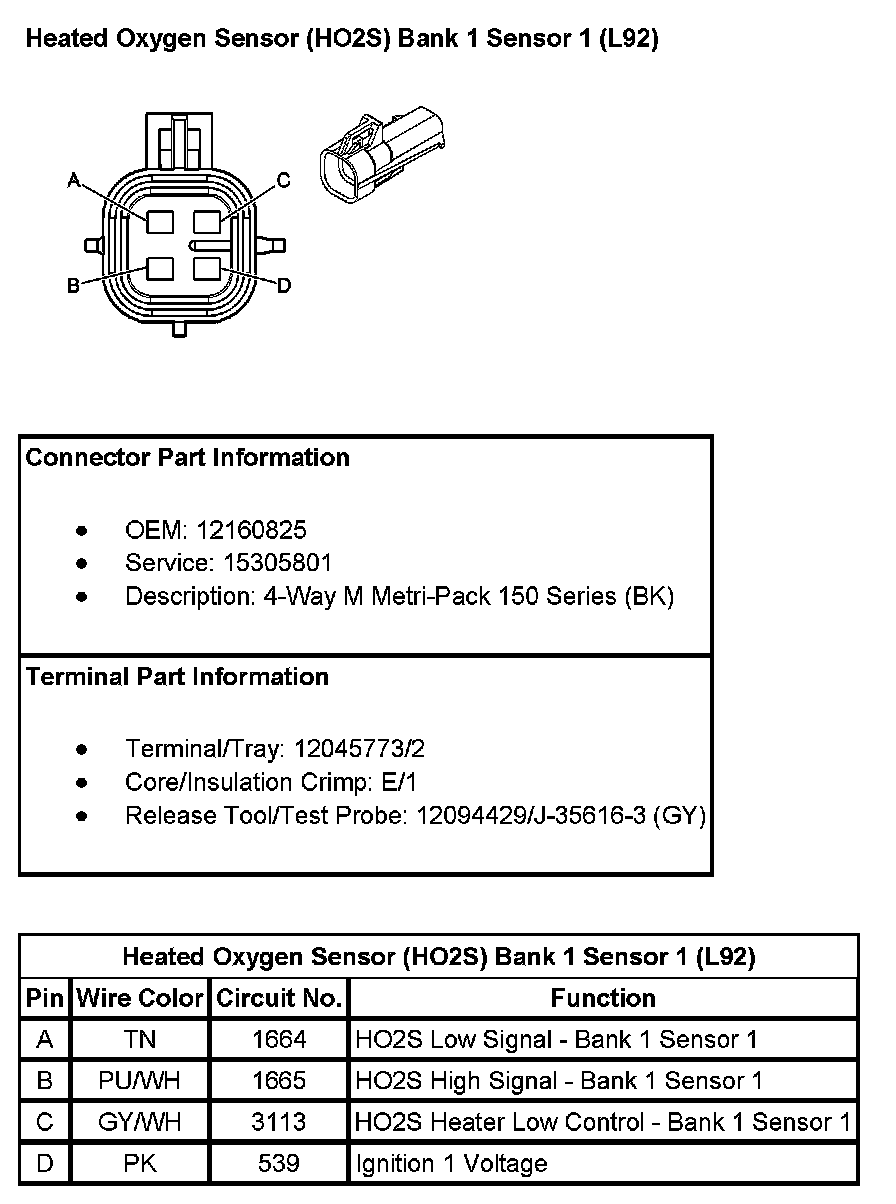 Heated Oxygen Sensor (HO2S) Bank 1 Sensor 1 (L92)
A
C
B
D
Connector Part Information
• OEM: 12160825
• Service: 15305801
• Description: 4-Way M Metri-Pack 150 Series (BK)
Terminal Part Information
• Terminal/Tray: 12045773/2
• Core/Insulation Crimp: E/1
• Release Tool/Test Probe: 12094429/J-35616-3 (GY)
Heated Oxygen Sensor (HO2S) Bank 1 Sensor 1 (L92)
Pin Wire Color Circuit No. Function
A TN 1664 HO2S Low Signal - Bank 1 Sensor 1
B PU/WH 1665 HO2S High Signal - Bank 1 Sensor 1
C GY/WH 3113 HO2S Heater Low Control - Bank 1 Sensor 1
D PK 539 Ignition 1 Voltage